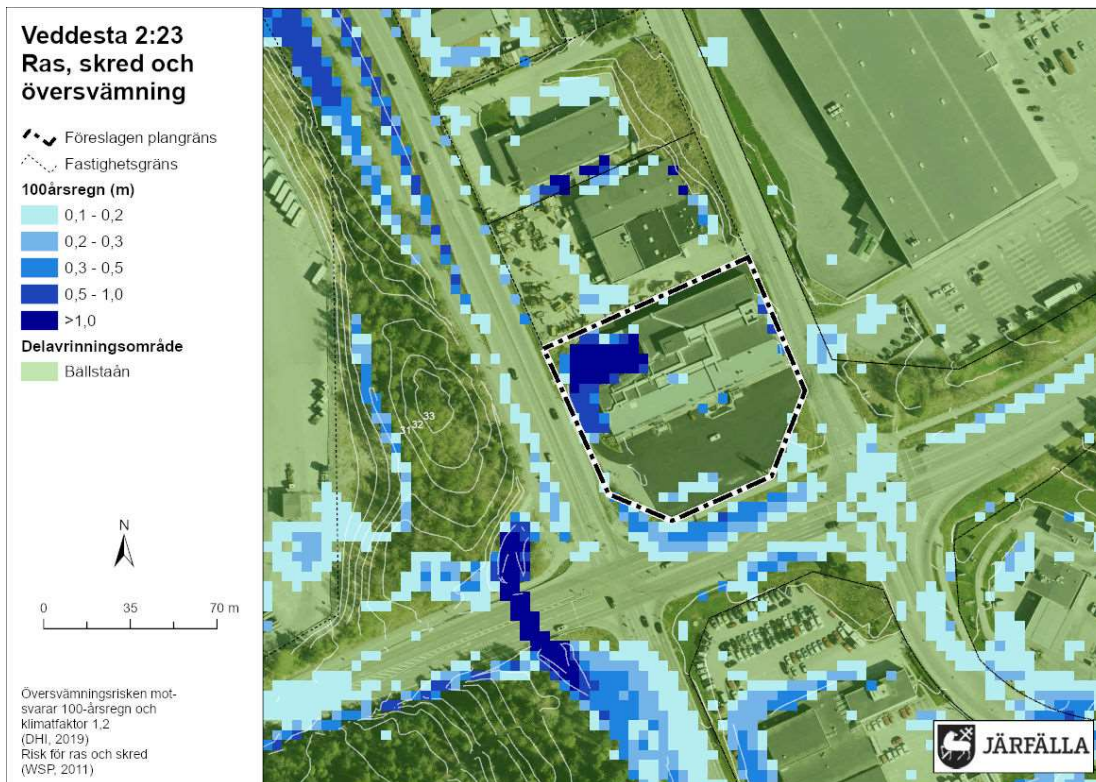 Veddesta 2:23
Ras, skred och
översvämning
Föreslagen plangräns
Fastighetsgräns
100årsregn (m)
0,1 - 0,2
0,2 - 0,3
0,3 - 0,5
0,5 - 1,0
>1,0
Delavrinningsområde
Bällstaån
N
0 35 70 m
Översvämningsrisken mot-
svarar 100-årsregn och
klimatfaktor 1,2
(DHI, 2019)
Risk för ras och skred
(WSP, 2011)
33
32
31
JÄRFÄLLA